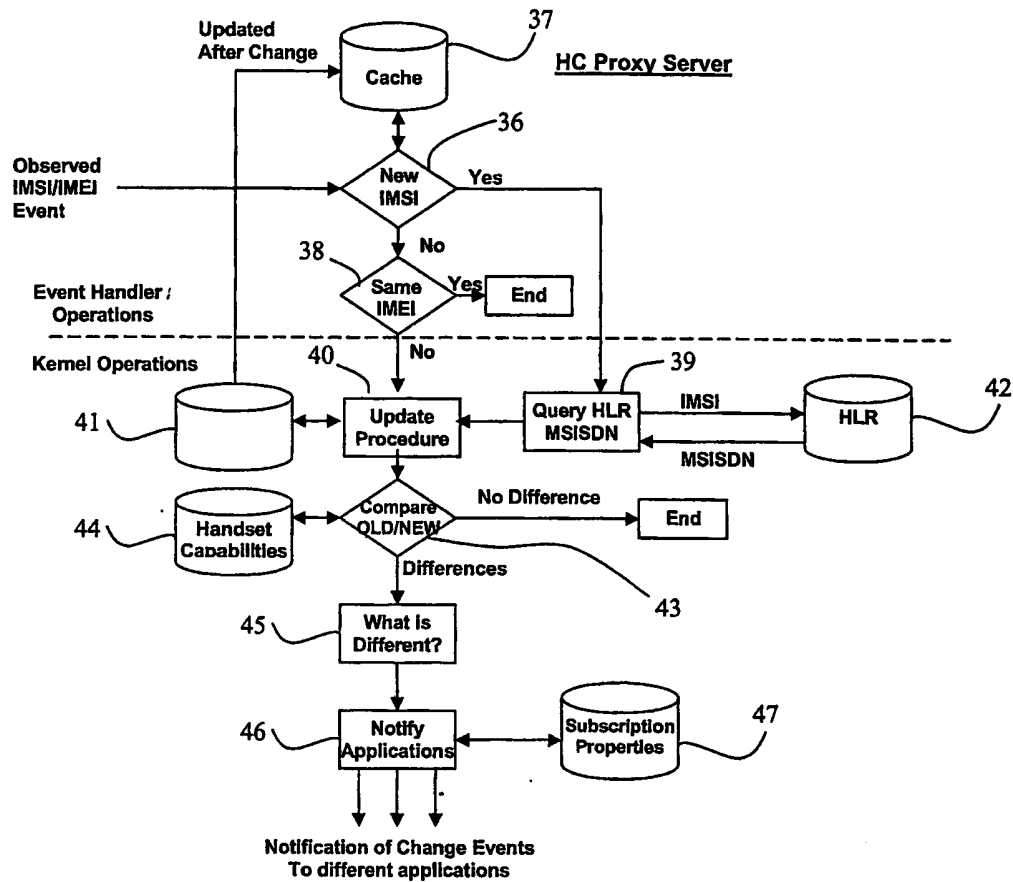 Updated
After Change
37
HC Proxy Server
Cache
36
Observed
IMSI/IMEI
Event
New
IMSI
Yes
No
38
Same
IMEI
Yes
End
Event Handler:
Operations
Kernel Operations
No
40
39
41
Update
Procedure
Query HLR
MSISDN
IMSI
MSISDN
HLR
42
44
Handset
Capabilities
Compare
OLD/NEW
No Difference
End
Differences
43
45
What is
Different?
46
Notify
Applications
Subscription
Properties
47
Notification of Change Events
To different applications